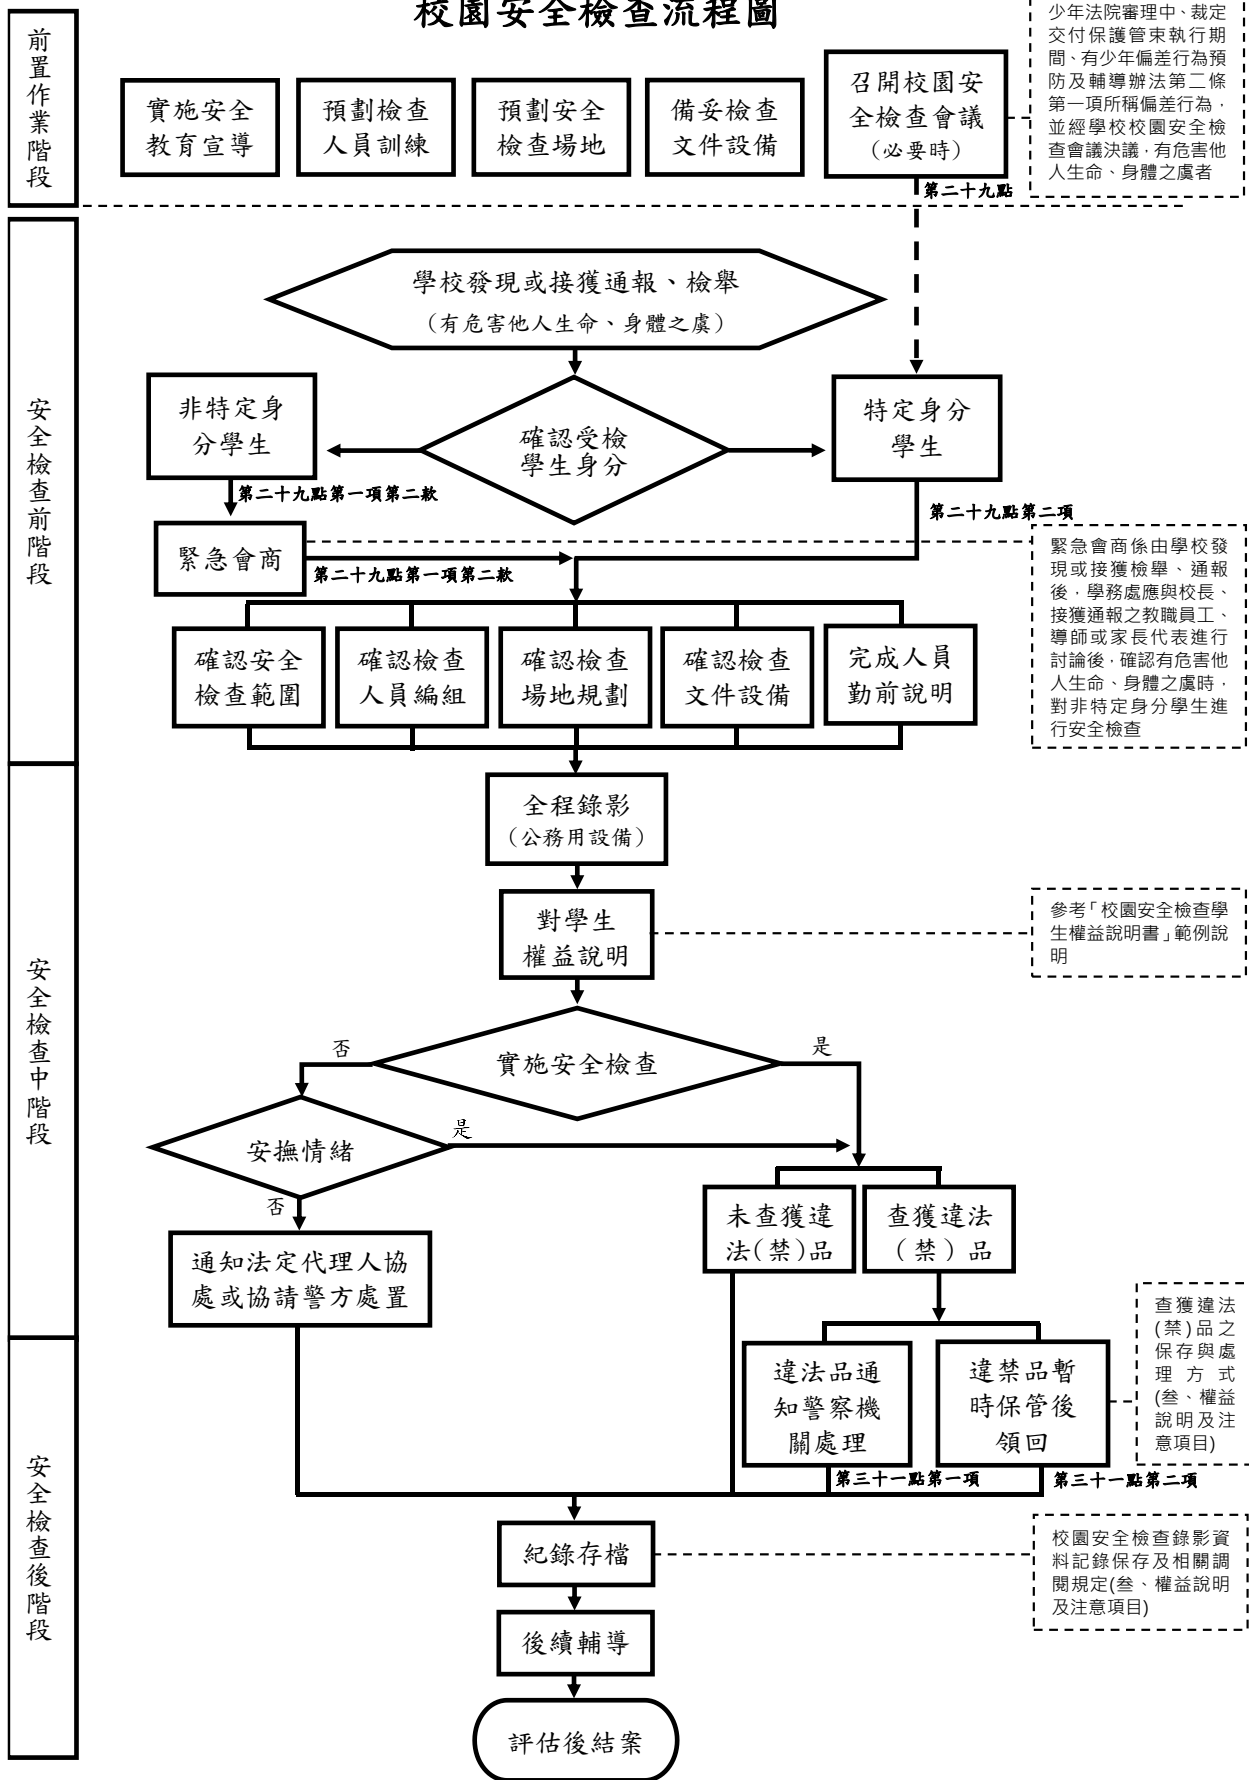 校園安全檢查流程圖
少年法院審理中、裁定
交付保護管束執行期
間、有少年偏差行為預
防及輔導辦法第二條
第一項所稱偏差行為，
並經學校校園安全檢
查會議決議，有危害他
人生命、身體之虞者
前置作業階段
實施安全
教育宣導
預劃檢查
人員訓練
預劃安全
檢查場地
備妥檢查
文件設備
召開校園安
全檢查會議
(必要時)
第二十九點
安全檢查前階段
學校發現或接獲通報、檢舉
（有危害他人生命、身體之虞）
非特定身
分學生
確認受檢
學生身分
特定身分
學生
第二十九點第一項第二款
第二十九點第二項
緊急會商
第二十九點第一項第二款
緊急會商係由學校發
現或接獲檢舉、通報
後，學務處應與校長、
接獲通報之教職員工、
導師或家長代表進行
討論後，確認有危害他
人生命、身體之虞時，
對非特定身分學生進
行安全檢查
確認安全
檢查範圍
確認檢查
人員編組
確認檢查
場地規劃
確認檢查
文件設備
完成人員
勤前說明
安全檢查中階段
全程錄影
（公務用設備）
對學生
權益說明
參考「校園安全檢查學
生權益說明書」範例說
明
實施安全檢查
否
是
安撫情緒
是
否
未查獲違
法(禁)品
查獲違法
（禁）品
通知法定代理人協
處或協請警方處置
查獲違法
(禁)品之
保存與處
理方式
(叁、權益
說明及注
意項目)
違法品通
知警察機
關處理
違禁品暫
時保管後
領回
第三十一點第一項
第三十一點第二項
安全檢查後階段
紀錄存檔
校園安全檢查錄影資
料記錄保存及相關調
閱規定(叁、權益說明
及注意項目)
後續輔導
評估後結案